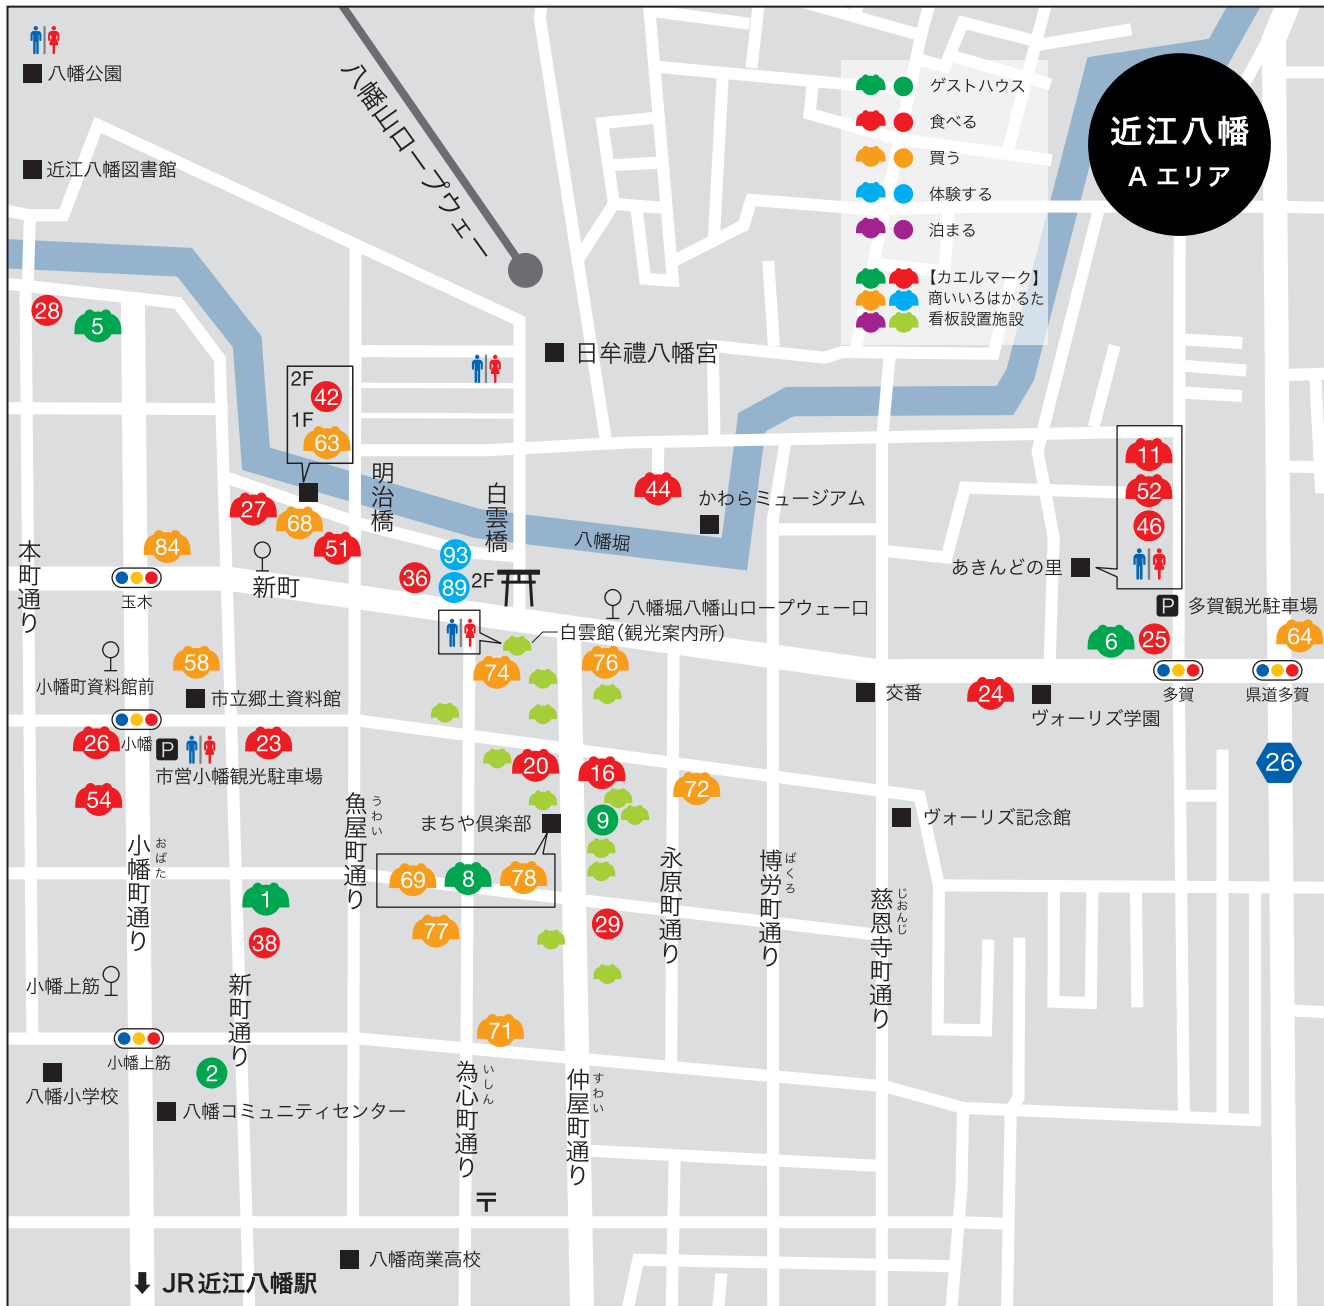 八幡公園
近江八幡図書館
八幡山ロープウェー
ゲストハウス
食べる
買う
体験する
泊まる
【カエルマーク】
商いいろはかるた
看板設置施設
近江八幡
A エリア
28
5
2F
42
1F
63
日牟禮八幡宮
明治橋
白雲橋
八幡堀
44
かわらミュージアム
11
52
46
あきんどの里
P 多賀観光駐車場
27
68
51
84
新町
本町通り
玉木
93
36
89
2F
八幡堀八幡山ロープウェー口
白雲館(観光案内所)
6
25
64
多賀
県道多賀
小幡町資料館前
58
市立郷土資料館
74
76
交番
24
ヴォーリズ学園
26
小幡
P
市営小幡観光駐車場
23
54
20
16
72
26
まちや倶楽部
9
ヴォーリズ記念館
魚屋町通り
うわい
小幡町通り
おばた
69
8
78
永原町通り
博労町通り
ばくろ
慈恩寺町通り
じおんじ
1
38
77
29
新町通り
小幡上筋
小幡上筋
71
2
八幡小学校
八幡コミュニティセンター
為心町通り
いしん
仲屋町通り
すわい
〒
八幡商業高校
JR近江八幡駅